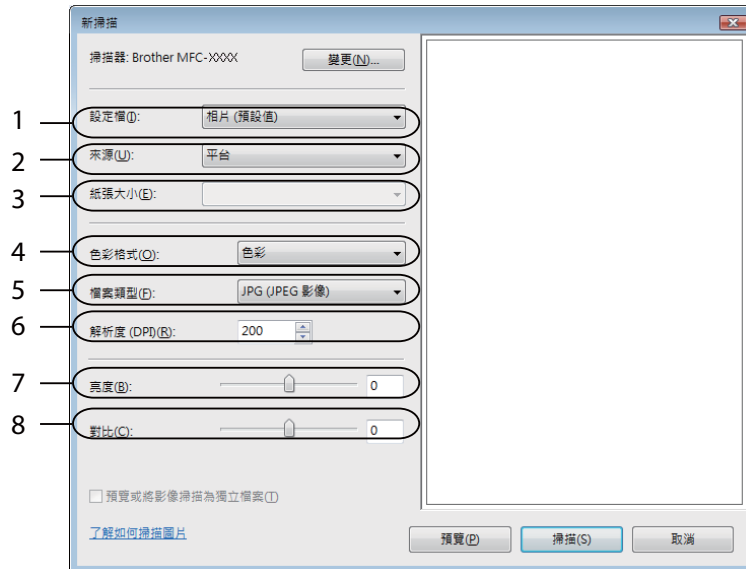 新掃描
掃描器: Brother MFC-XXXX 變更(N)...
1 設定檔(I): 相片 (預設值)
2 來源(U): 平台
3 紙張大小(E):
4 色彩格式(O): 色彩
5 檔案類型(F): JPG (JPEG 影像)
6 解析度 (DPI)(R): 200
7 亮度(B): 0
8 對比(C): 0
預覽或將影像掃描為獨立檔案(I)
了解如何掃描圖片
預覽(P) 掃描(S) 取消